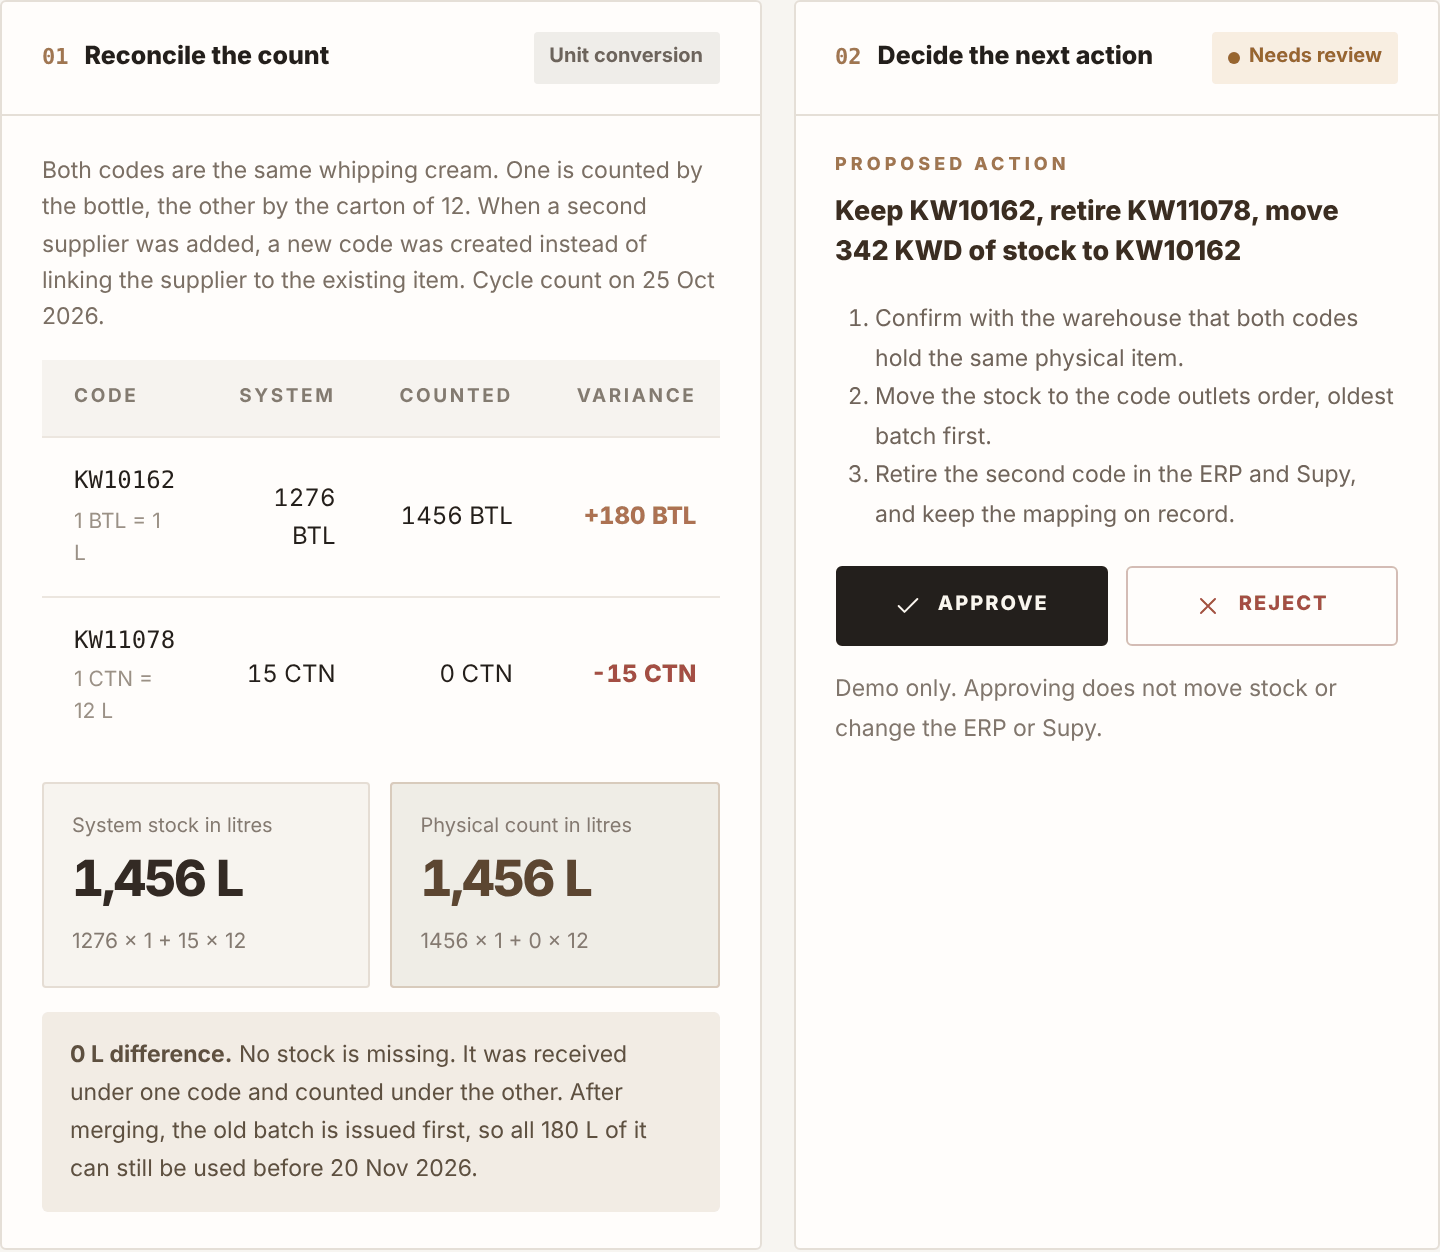 01 Reconcile the count
Unit conversion
Both codes are the same whipping cream. One is counted by
the bottle, the other by the carton of 12. When a second
supplier was added, a new code was created instead of
linking the supplier to the existing item. Cycle count on 25 Oct
2026.
CODE SYSTEM COUNTED VARIANCE
KW10162
1 BTL = 1
L
1276
BTL
1456 BTL
+180 BTL
KW11078
1 CTN =
12 L
15 CTN
0 CTN
-15 CTN
System stock in litres
1,456 L
1276 × 1 + 15 × 12
Physical count in litres
1,456 L
1456 × 1 + 0 × 12
0 L difference. No stock is missing. It was received
under one code and counted under the other. After
merging, the old batch is issued first, so all 180 L of it
can still be used before 20 Nov 2026.
02 Decide the next action
Needs review
PROPOSED ACTION
Keep KW10162, retire KW11078, move
342 KWD of stock to KW10162
1. Confirm with the warehouse that both codes
hold the same physical item.
2. Move the stock to the code outlets order, oldest
batch first.
3. Retire the second code in the ERP and Supy,
and keep the mapping on record.
APPROVE
REJECT
Demo only. Approving does not move stock or
change the ERP or Supy.